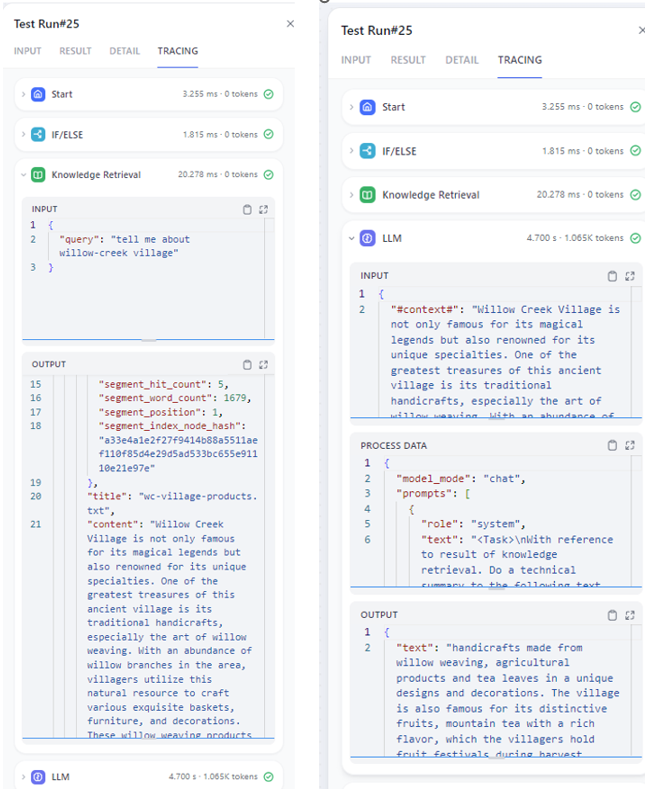 Test Run#25
INPUT RESULT DETAIL TRACING
Start 3.255 ms · 0 tokens
IF/ELSE 1.815 ms · 0 tokens
Knowledge Retrieval 20.278 ms · 0 tokens
INPUT
1 {
2 "query": "tell me about
willow-creek village"
3 }
OUTPUT
15 "segment_hit_count": 5,
16 "segment_word_count": 1679,
17 "segment_position": 1,
18 "segment_index_node_hash":
"a33e4a1e2f27f9414b88a5511ae
f110f85d4e29d5ad533bc655e911
10e21e97e"
19 },
20 "title": "wc-village-products.
txt",
21 "content": "Willow Creek
Village is not only famous
for its magical legends but
also renowned for its unique
specialties. One of the
greatest treasures of this
ancient village is its
traditional handicrafts,
especially the art of willow
weaving. With an abundance of
willow branches in the area,
villagers utilize this
natural resource to craft
various exquisite baskets,
furniture, and decorations.
These willow weaving products
LLM 4.700 s · 1.065K tokens
Test Run#25
INPUT RESULT DETAIL TRACING
Start 3.255 ms · 0 tokens
IF/ELSE 1.815 ms · 0 tokens
Knowledge Retrieval 20.278 ms · 0 tokens
LLM 4.700 s · 1.065K tokens
INPUT
1 {
2 "#context#": "Willow Creek Village is
not only famous for its magical
legends but also renowned for its
unique specialties. One of the
greatest treasures of this ancient
village is its traditional
handicrafts, especially the art of
willow weaving. With an abundance of
PROCESS DATA
1 {
2 "model_mode": "chat",
3 "prompts": [
4 {
5 "role": "system",
6 "text": "<Task>\nWith reference
to result of knowledge
retrieval. Do a technical
summary to the following text
OUTPUT
1 {
2 "text": "handicrafts made from
willow weaving, agricultural
products and tea leaves in a unique
designs and decorations. The village
is also famous for its distinctive
fruits, mountain tea with a rich
flavor, which the villagers hold
fruit festivals during harvest